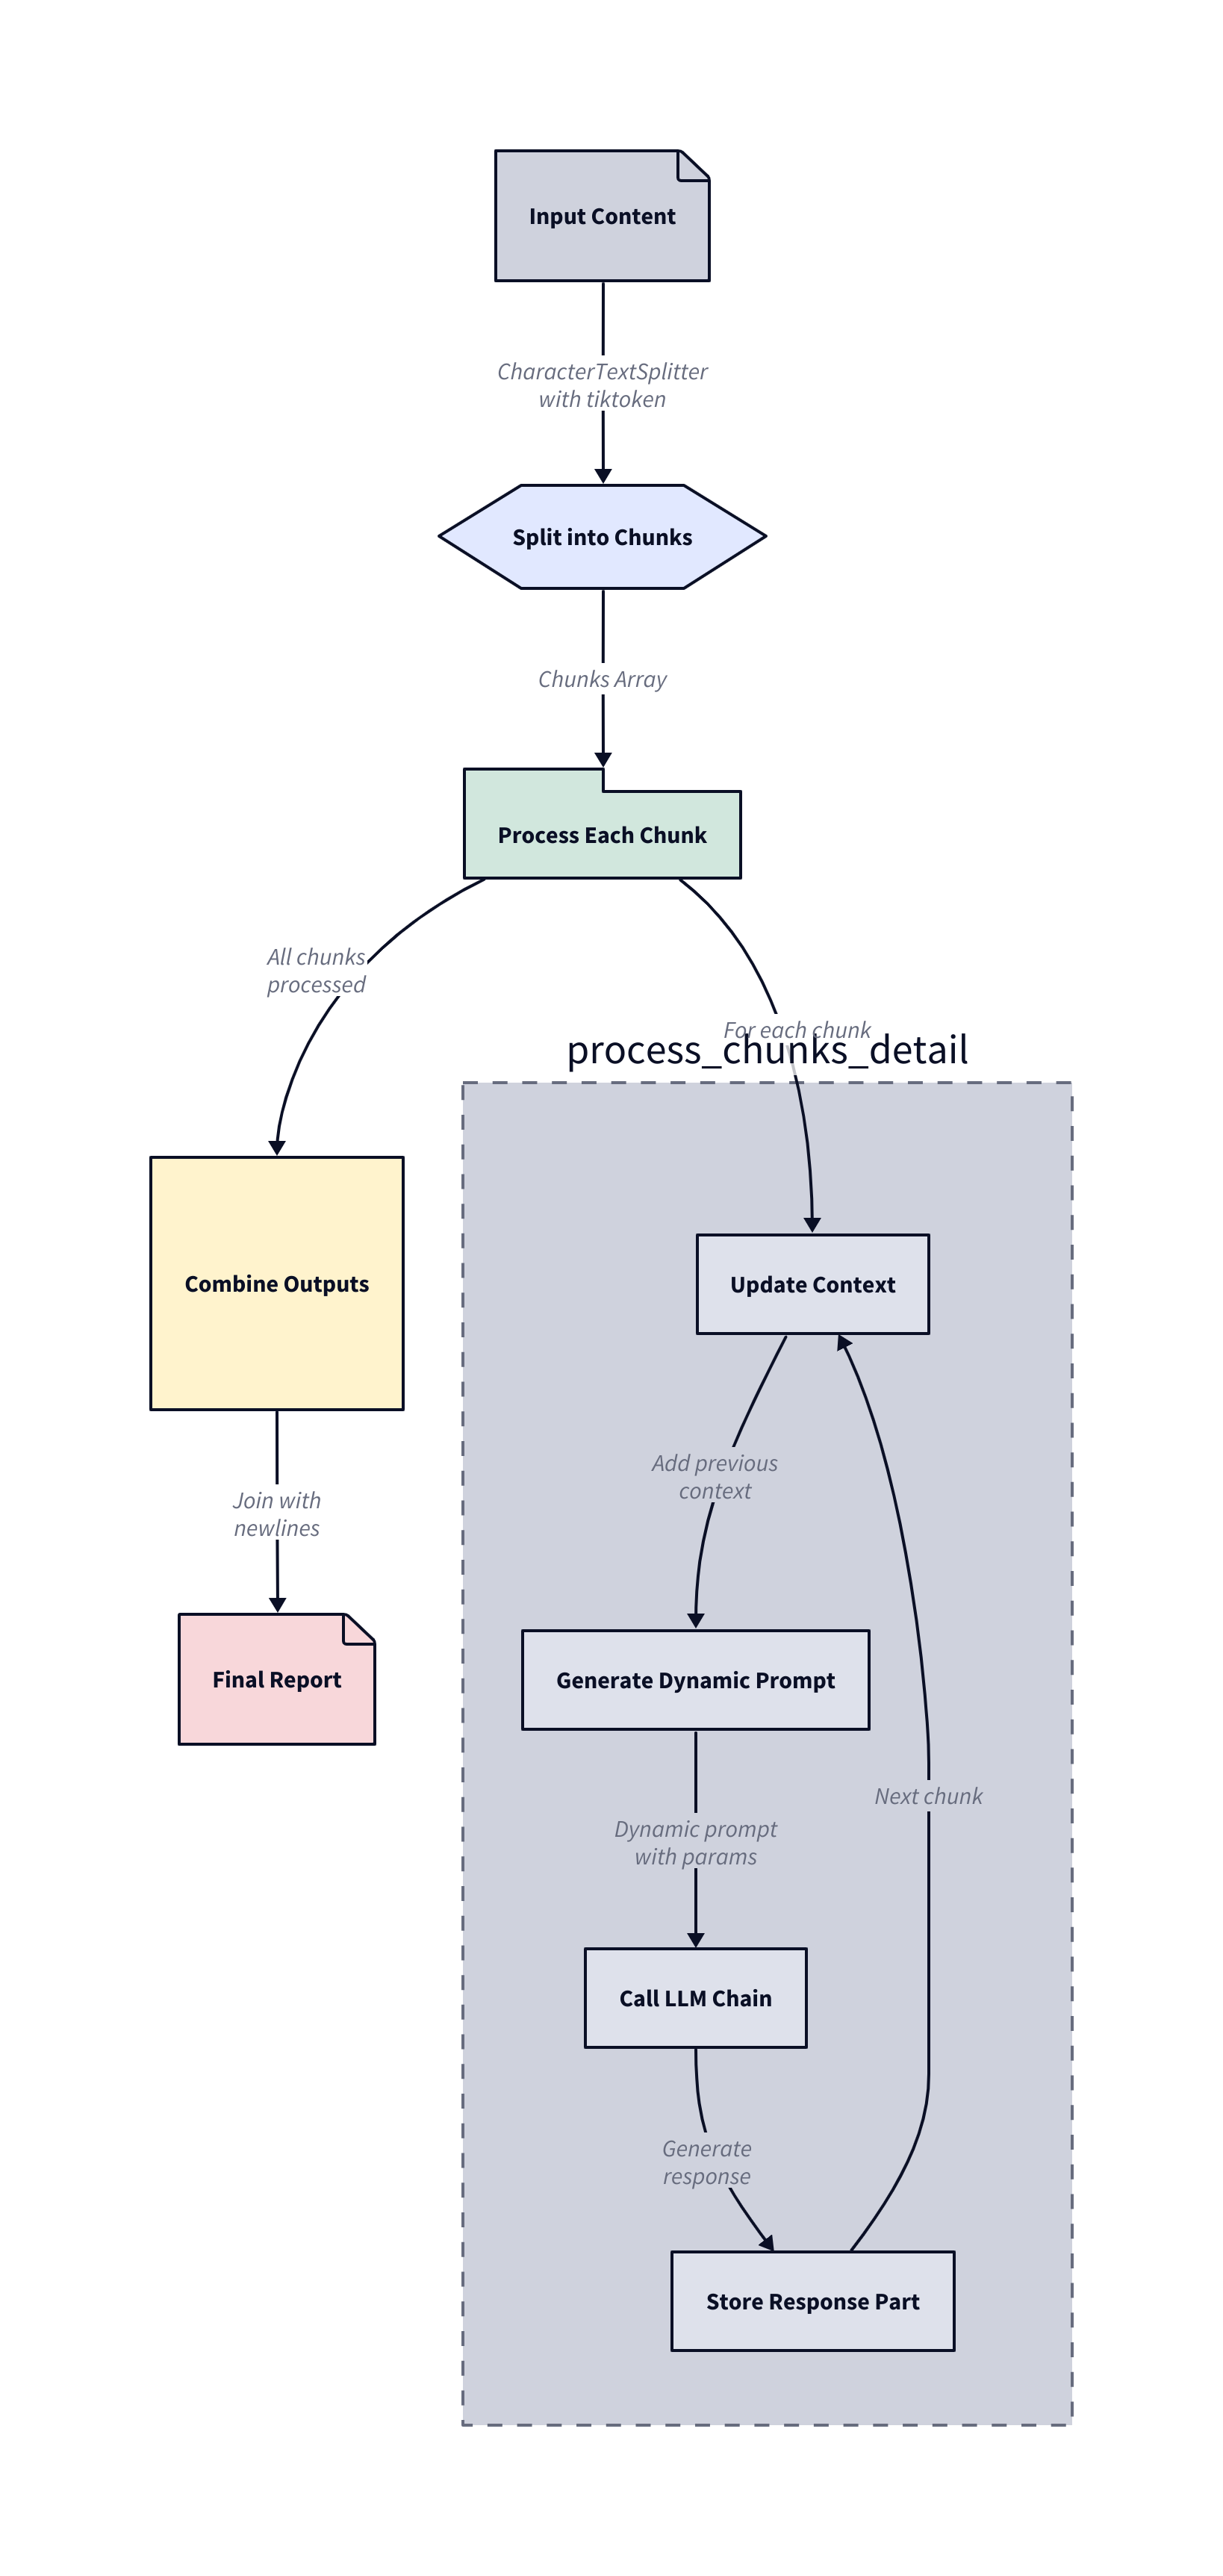 Input Content
CharacterTextSplitter
with tiktoken
Split into Chunks
Chunks Array
Process Each Chunk
All chunks
processed
For each chunk
process_chunks_detail
Combine Outputs
Update Context
Add previous
context
Join with
newlines
Generate Dynamic Prompt
Final Report
Next chunk
Dynamic prompt
with params
Call LLM Chain
Generate
response
Store Response Part